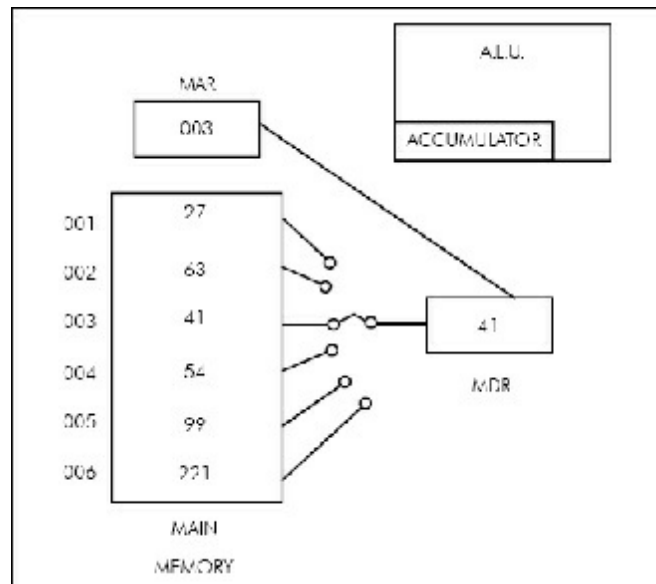 A.L.U.
MAR
003
ACCUMULATOR
001 27
002 63
003 41
41
004 54
MDR
005 99
006 221
MAIN
MEMORY